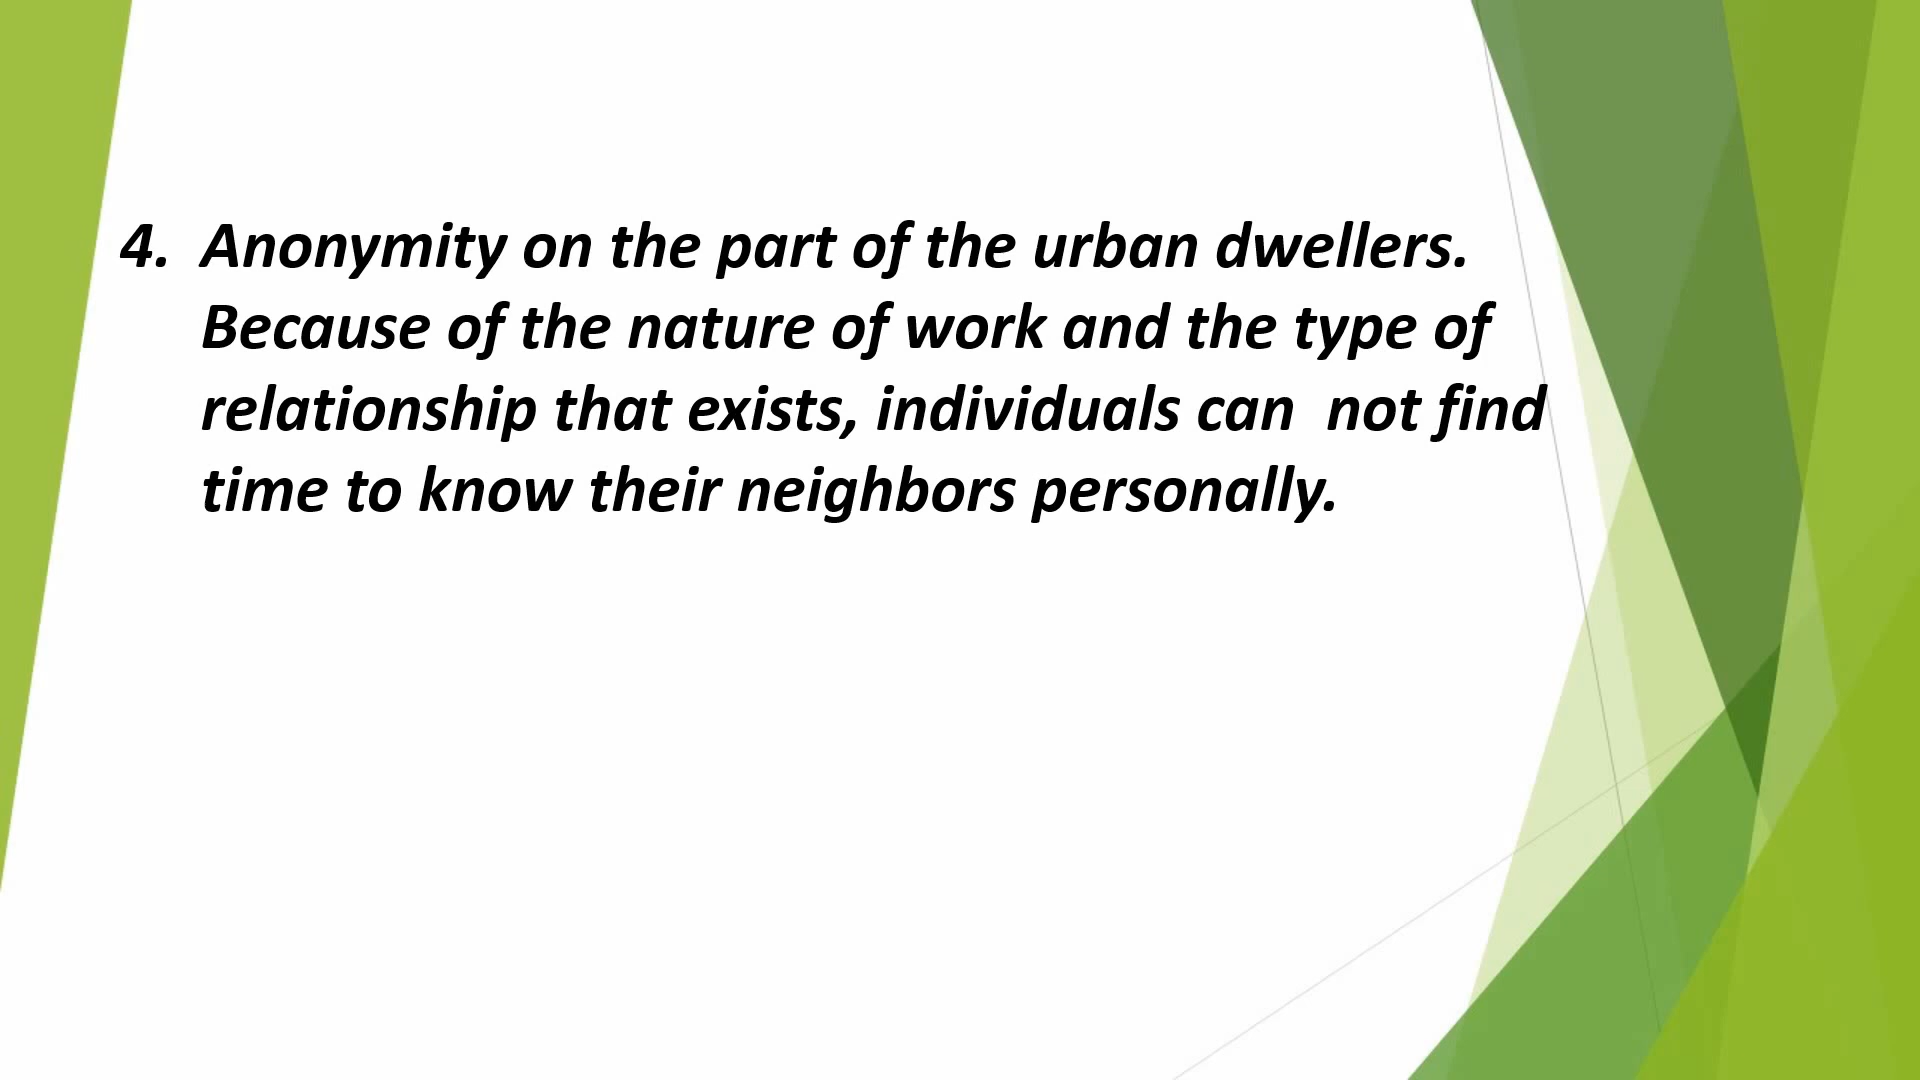 4. Anonymity on the part of the urban dwellers.
Because of the nature of work and the type of
relationship that exists, individuals can  not find
time to know their neighbors personally.